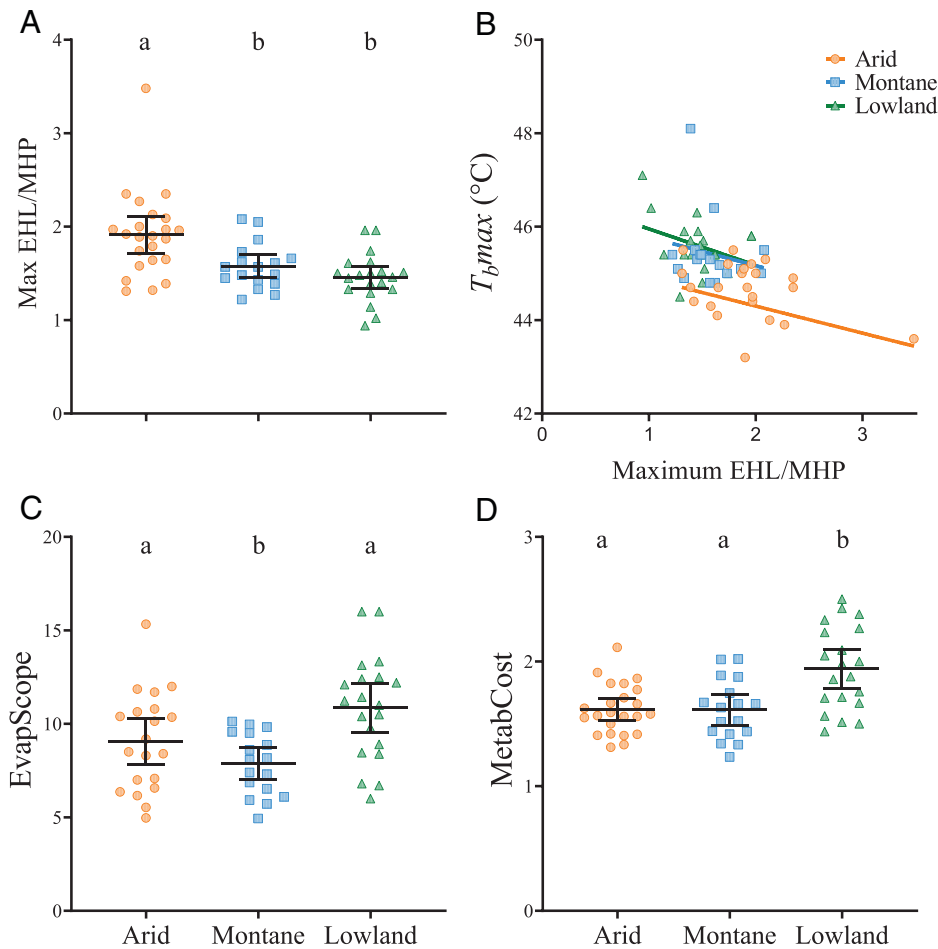 A
a b b
4
3
2
1
0
Max EHL/MHP
B
50
48
46
44
42
T_bmax (°C)
0 1 2 3
Maximum EHL/MHP
Arid
Montane
Lowland
C
a b a
20
15
10
5
0
EvapScope
Arid Montane Lowland
D
a a b
3
2
1
0
MetabCost
Arid Montane Lowland